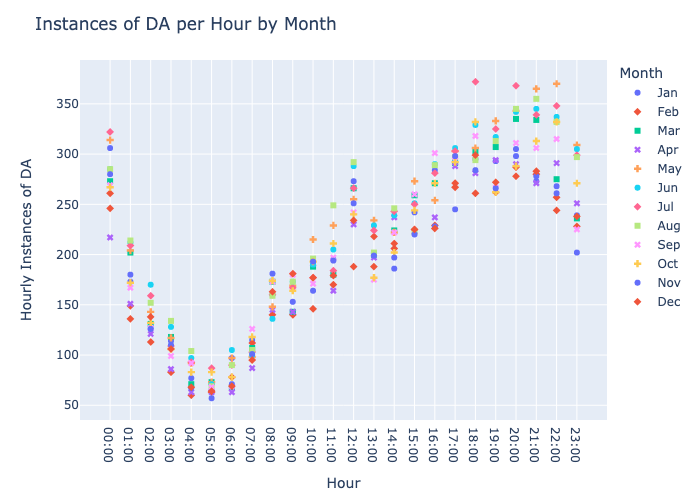 Instances of DA per Hour by Month
Month
Jan
Feb
Mar
Apr
May
Jun
Jul
Aug
Sep
Oct
Nov
Dec
Hourly Instances of DA
350
300
250
200
150
100
50
00:00
01:00
02:00
03:00
04:00
05:00
06:00
07:00
08:00
09:00
10:00
11:00
12:00
13:00
14:00
15:00
16:00
17:00
18:00
19:00
20:00
21:00
22:00
23:00
Hour